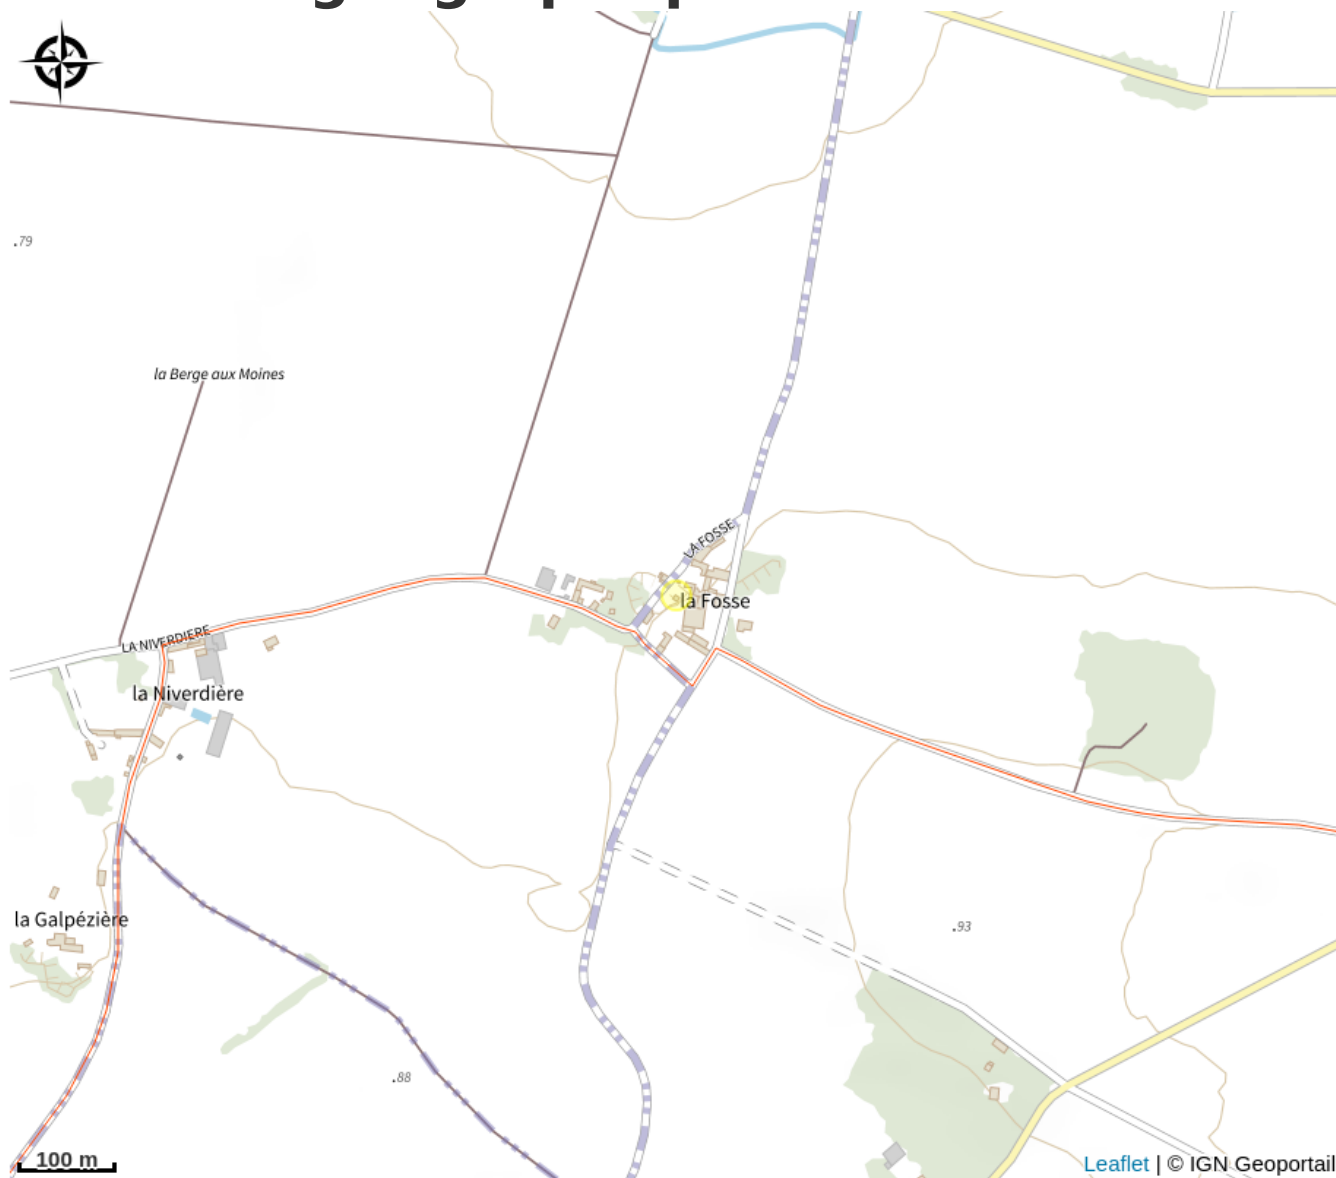 .79
la Berge aux Moines
LA FOSSE
la Fosse
LA NIVERDIERE
la Niverdière
la Galpézière
.93
.88
100 m
Leaflet | © IGN Geoportail